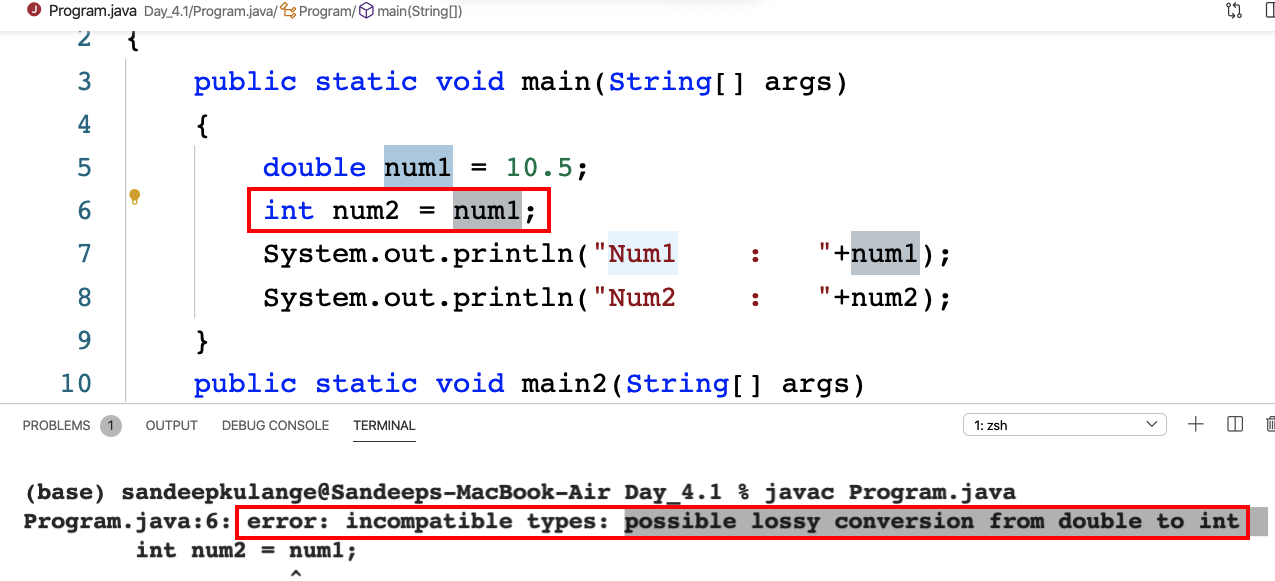 J Program.java Day_4.1/Program.java/ Program/ main(String[])
2 {
3 public static void main(String[] args)
4 {
5 double num1 = 10.5;
6 int num2 = num1;
7 System.out.println("Num1 : "+num1);
8 System.out.println("Num2 : "+num2);
9 }
10 public static void main2(String[] args)
PROBLEMS 1 OUTPUT DEBUG CONSOLE TERMINAL 1: zsh
(base) sandeepkulange@Sandeeps-MacBook-Air Day_4.1 % javac Program.java
Program.java:6: error: incompatible types: possible lossy conversion from double to int
int num2 = num1;
^